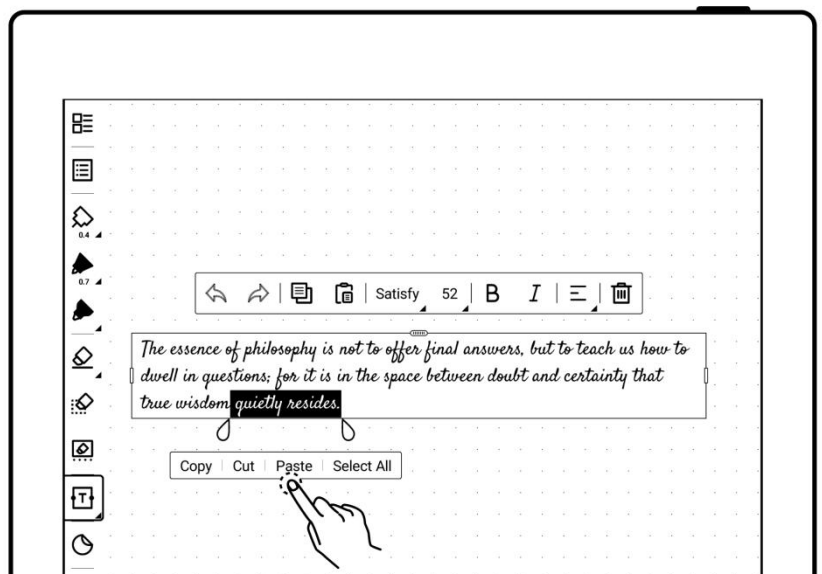 0.4
0.7
Satisfy 52 B I
The essence of philosophy is not to offer final answers, but to teach us how to
dwell in questions; for it is in the space between doubt and certainty that
true wisdom quietly resides.
Copy Cut Paste Select All
T